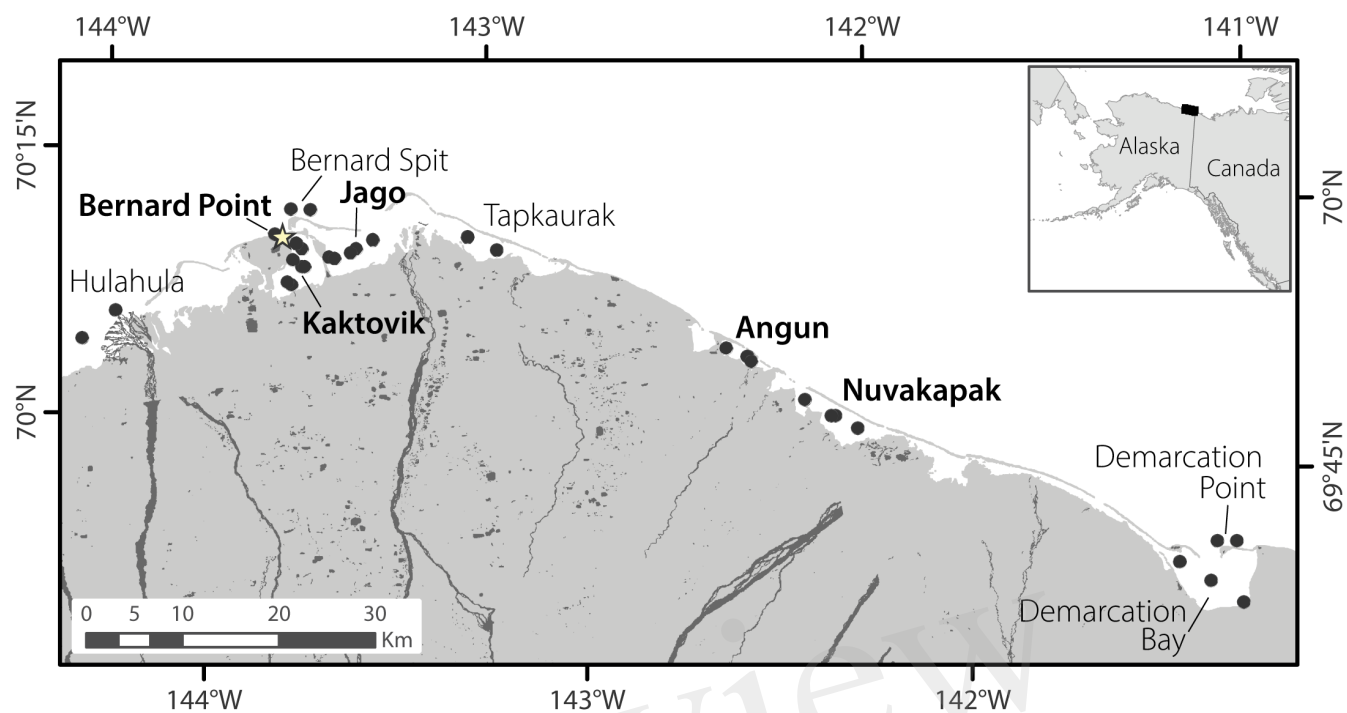 144°W
143°W
142°W
141°W
70°15'N
Bernard Spit
Bernard Point
Jago
Tapkaurak
Hulahula
Kaktovik
Alaska
Canada
70°N
Angun
Nuvakapak
70°N
Demarcation
Point
69°45'N
0 5 10 20 30
Km
Demarcation
Bay
144°W
143°W
142°W
view